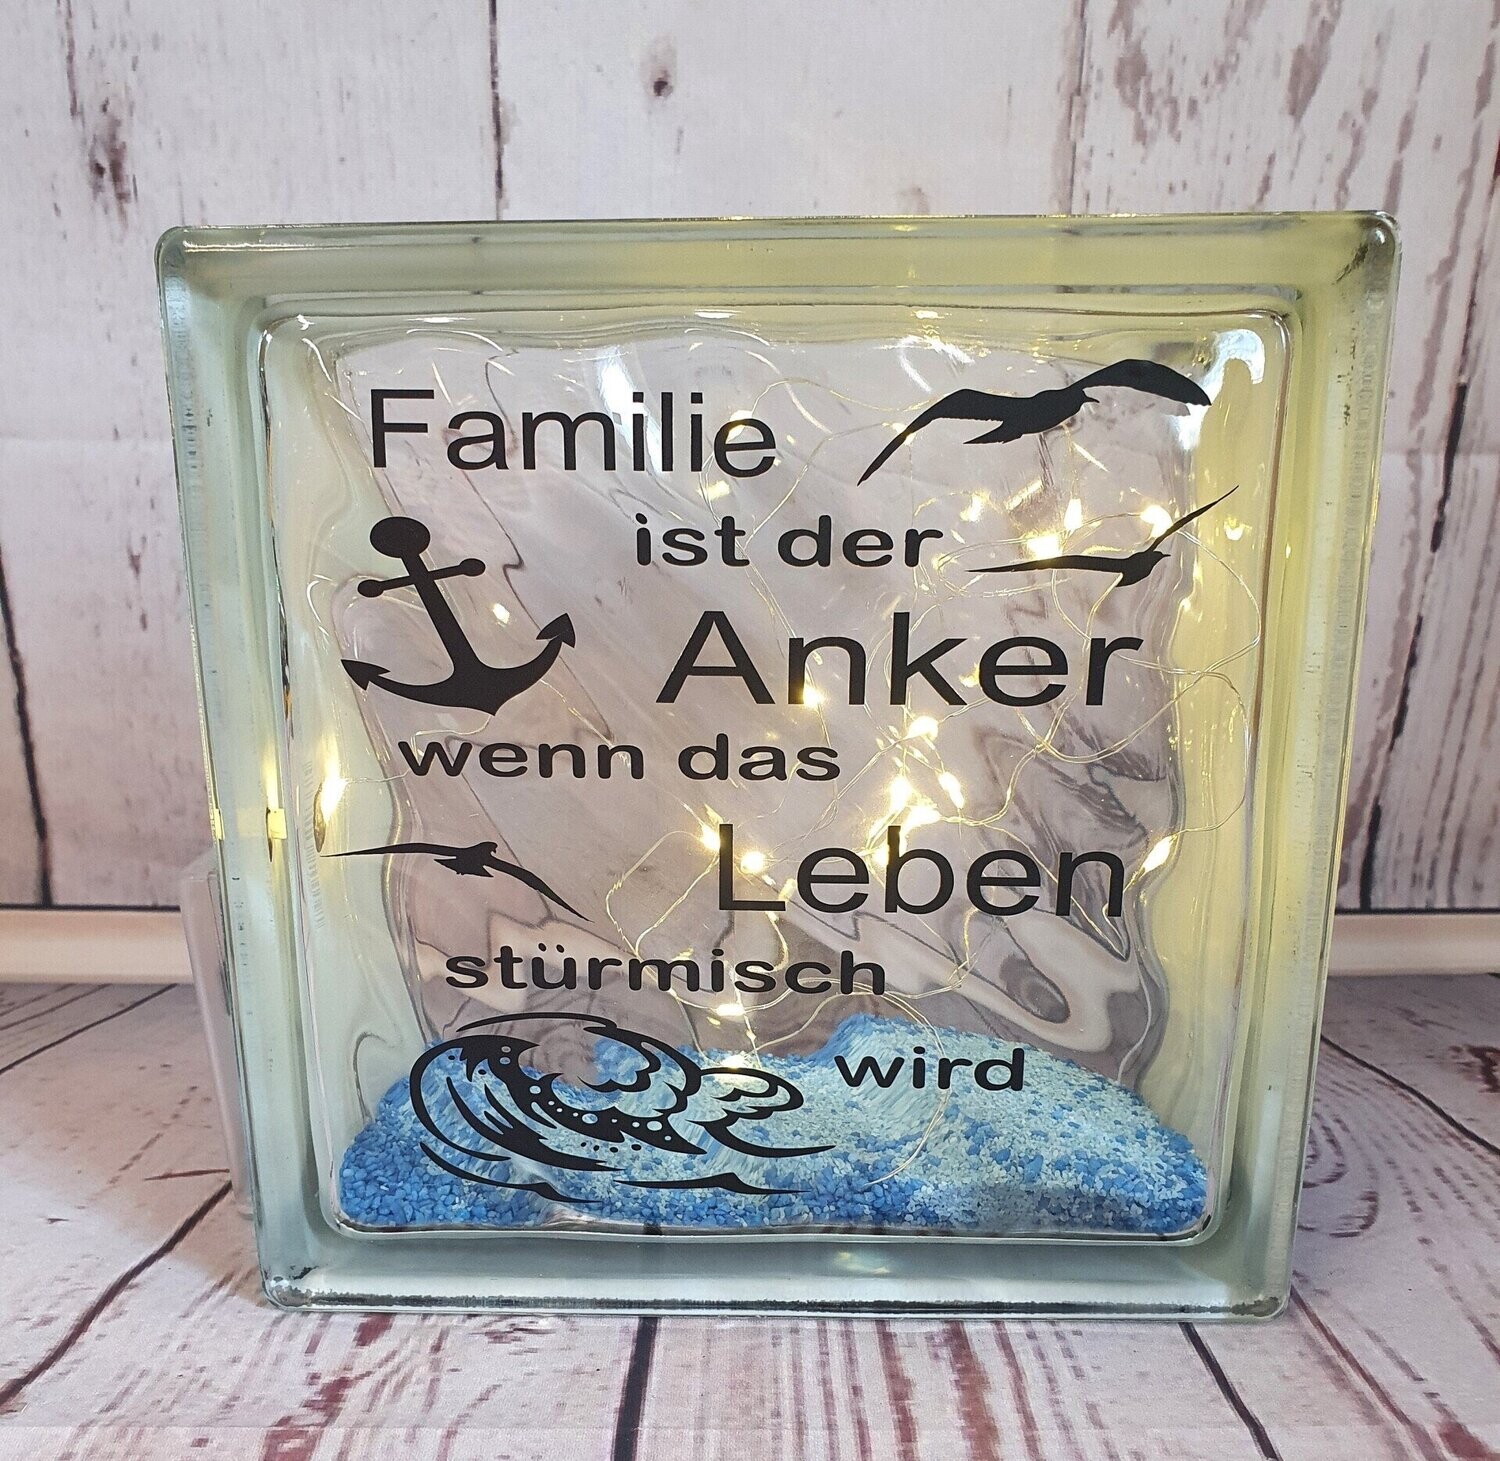 Familie
ist der
Anker
wenn das
Leben
stürmisch
wird